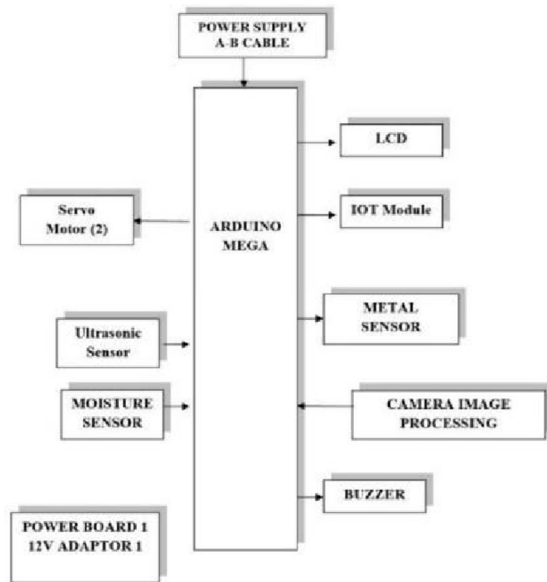 POWER SUPPLY
A-B CABLE
LCD
Servo
Motor (2)
IOT Module
ARDUINO
MEGA
METAL
SENSOR
Ultrasonic
Sensor
MOISTURE
SENSOR
CAMERA IMAGE
PROCESSING
BUZZER
POWER BOARD 1
12V ADAPTOR 1